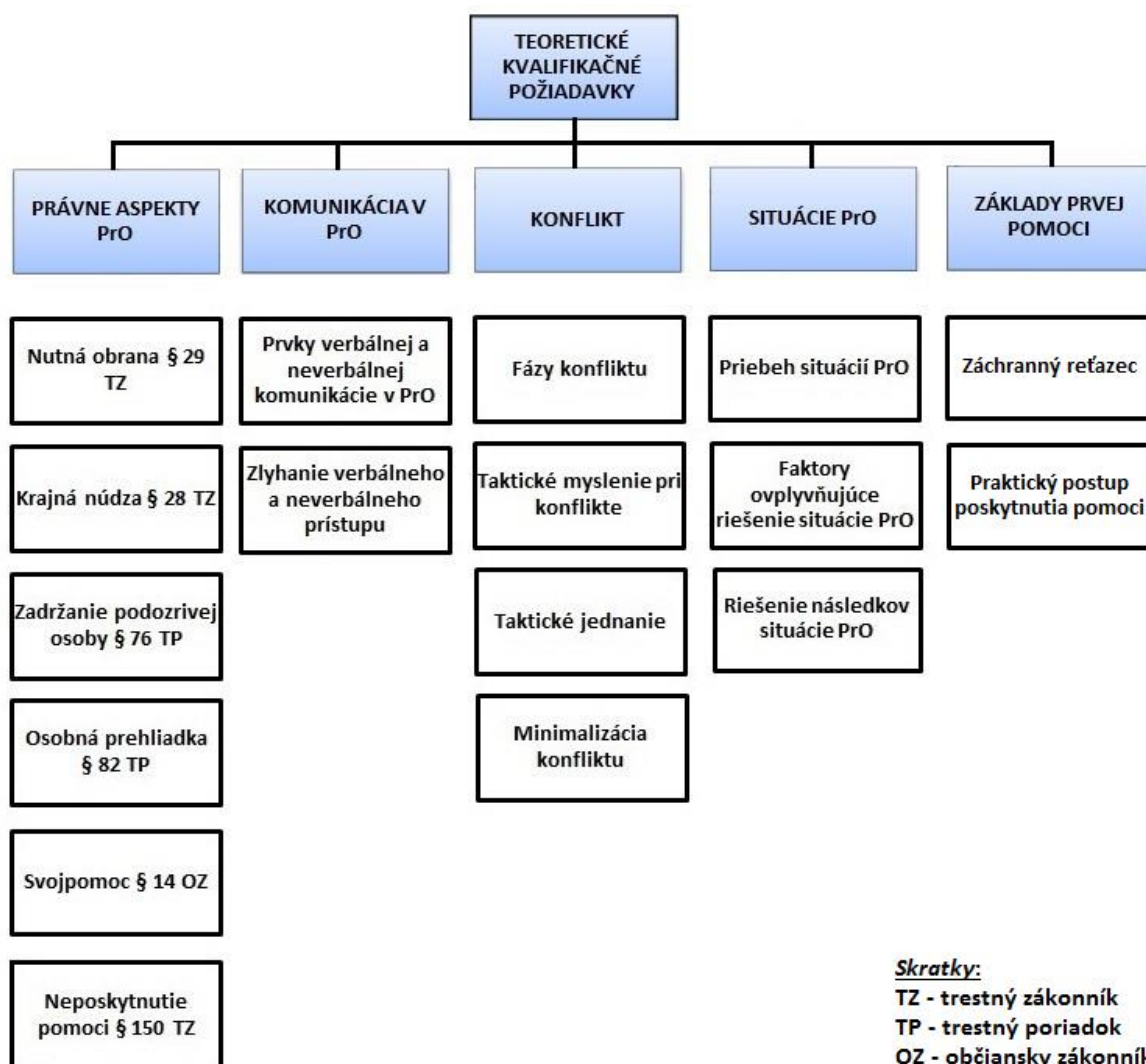 TEORETICKÉ
KVALIFIKAČNÉ
POŽIADAVKY
PRÁVNE ASPEKTY
PrO
KOMUNIKÁCIA V
PrO
KONFLIKT
SITUÁCIE PrO
ZÁKLADY PRVEJ
POMOCI
Nutná obrana § 29
TZ
Krajná núdza § 28 TZ
Zadržanie podozrivej
osoby § 76 TP
Osobná prehliadka
§ 82 TP
Svojpomoc § 14 OZ
Neposkytnutie
pomoci § 150 TZ
Prvky verbálnej a
neverbálnej
komunikácie v PrO
Zlyhanie verbálneho
a neverbálneho
prístupu
Fázy konfliktu
Taktické myslenie pri
konflikte
Taktické jednanie
Minimalizácia
konfliktu
Priebeh situácií PrO
Faktory
ovplyvňujúce
riešenie situácie PrO
Riešenie následkov
situácie PrO
Záchranný reťazec
Praktický postup
poskytnutia pomoci
Skratky:
TZ - trestný zákonník
TP - trestný poriadok
OZ - občiansky zákonník